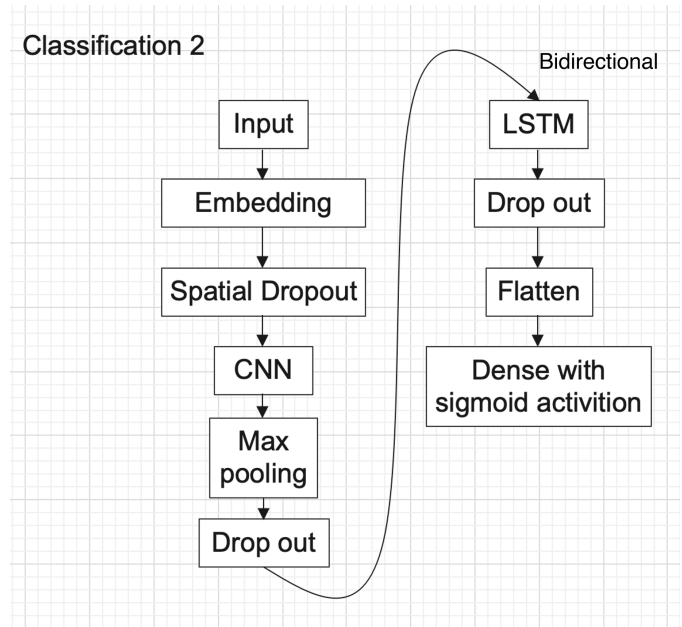 Classification 2
Input
Embedding
Spatial Dropout
CNN
Max
pooling
Drop out
Bidirectional
LSTM
Drop out
Flatten
Dense with
sigmoid activition